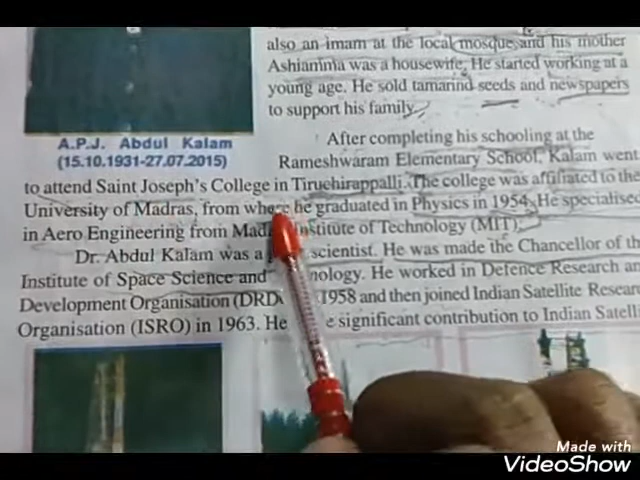 also an imam at the local mosque, and his mother
Ashiamma was a housewife. He started working at a
young age. He sold tamarind seeds and newspapers
to support his family.
A.P.J. Abdul Kalam
(15.10.1931-27.07.2015)
After completing his schooling at the
Rameshwaram Elementary School, Kalam went
to attend Saint Joseph's College in Tiruchirappalli. The college was affiliated to the
University of Madras, from where he graduated in Physics in 1954. He specialised
in Aero Engineering from Mad Institute of Technology (MIT).
Dr. Abdul Kalam was a scientist. He was made the Chancellor of the
Institute of Space Science and nology. He worked in Defence Research an
Development Organisation (DRD 1958 and then joined Indian Satellite Resear
Organisation (ISRO) in 1963. He e significant contribution to Indian Satelli
Made with
VideoShow